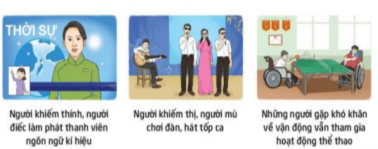 THỜI SỰ
Người khiếm thính, người
điếc làm phát thanh viên
ngôn ngữ kí hiệu
Người khiếm thị, người mù
chơi đàn, hát tốp ca
Những người gặp khó khăn
về vận động vẫn tham gia
hoạt động thể thao